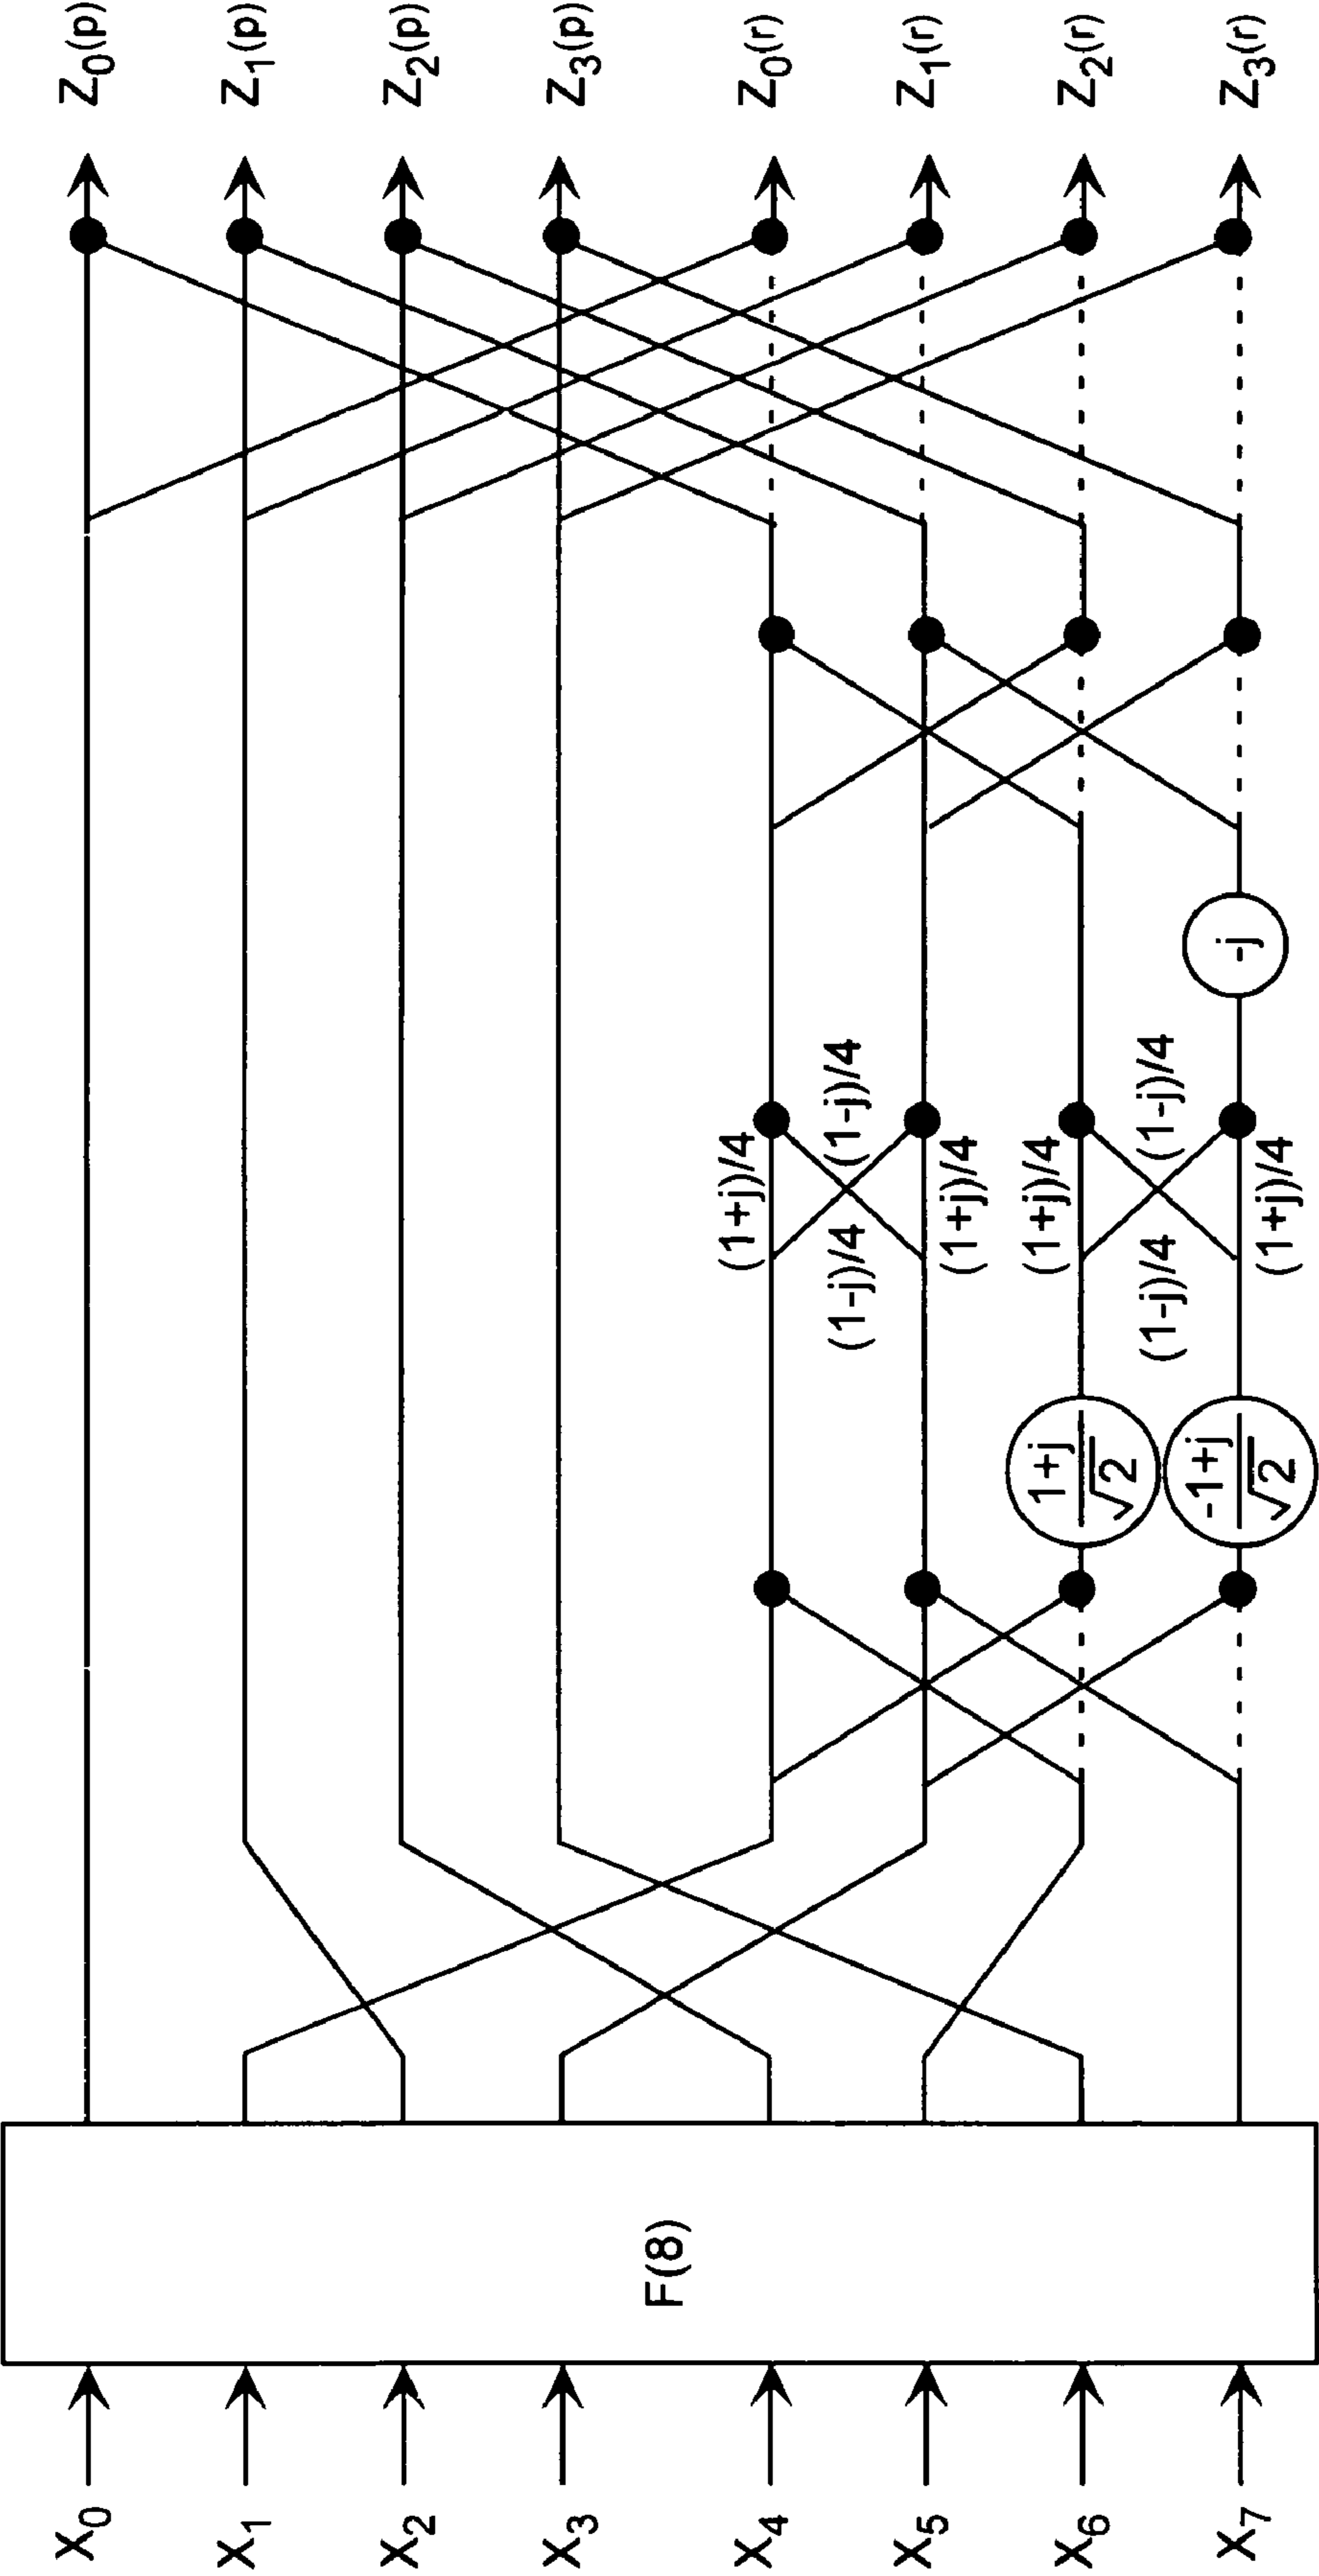 X₀
X₁
X₂
X₃
X₄
X₅
X₆
X₇
F(8)
1+j
√2
-1+j
√2
(1+j)/4
(1-j)/4
(1-j)/4
(1+j)/4
(1+j)/4
(1-j)/4
(1-j)/4
(1+j)/4
-j
Z₀(p)
Z₁(p)
Z₂(p)
Z₃(p)
Z₀(r)
Z₁(r)
Z₂(r)
Z₃(r)